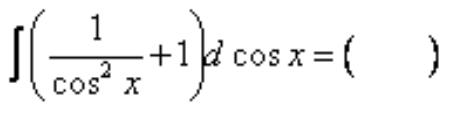 ∫(1/cos² x + 1)d cos x = (    )